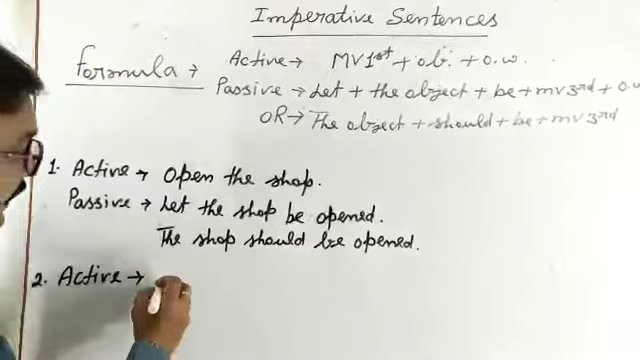 Imperative Sentences
Formula → Active → MV1st + ob. + o.w.
Passive → Let + the object + be + mv3rd + o.w
OR → The object + should + be + mv3rd
1. Active → Open the shop.
Passive → Let the shop be opened.
The shop should be opened.
2. Active →